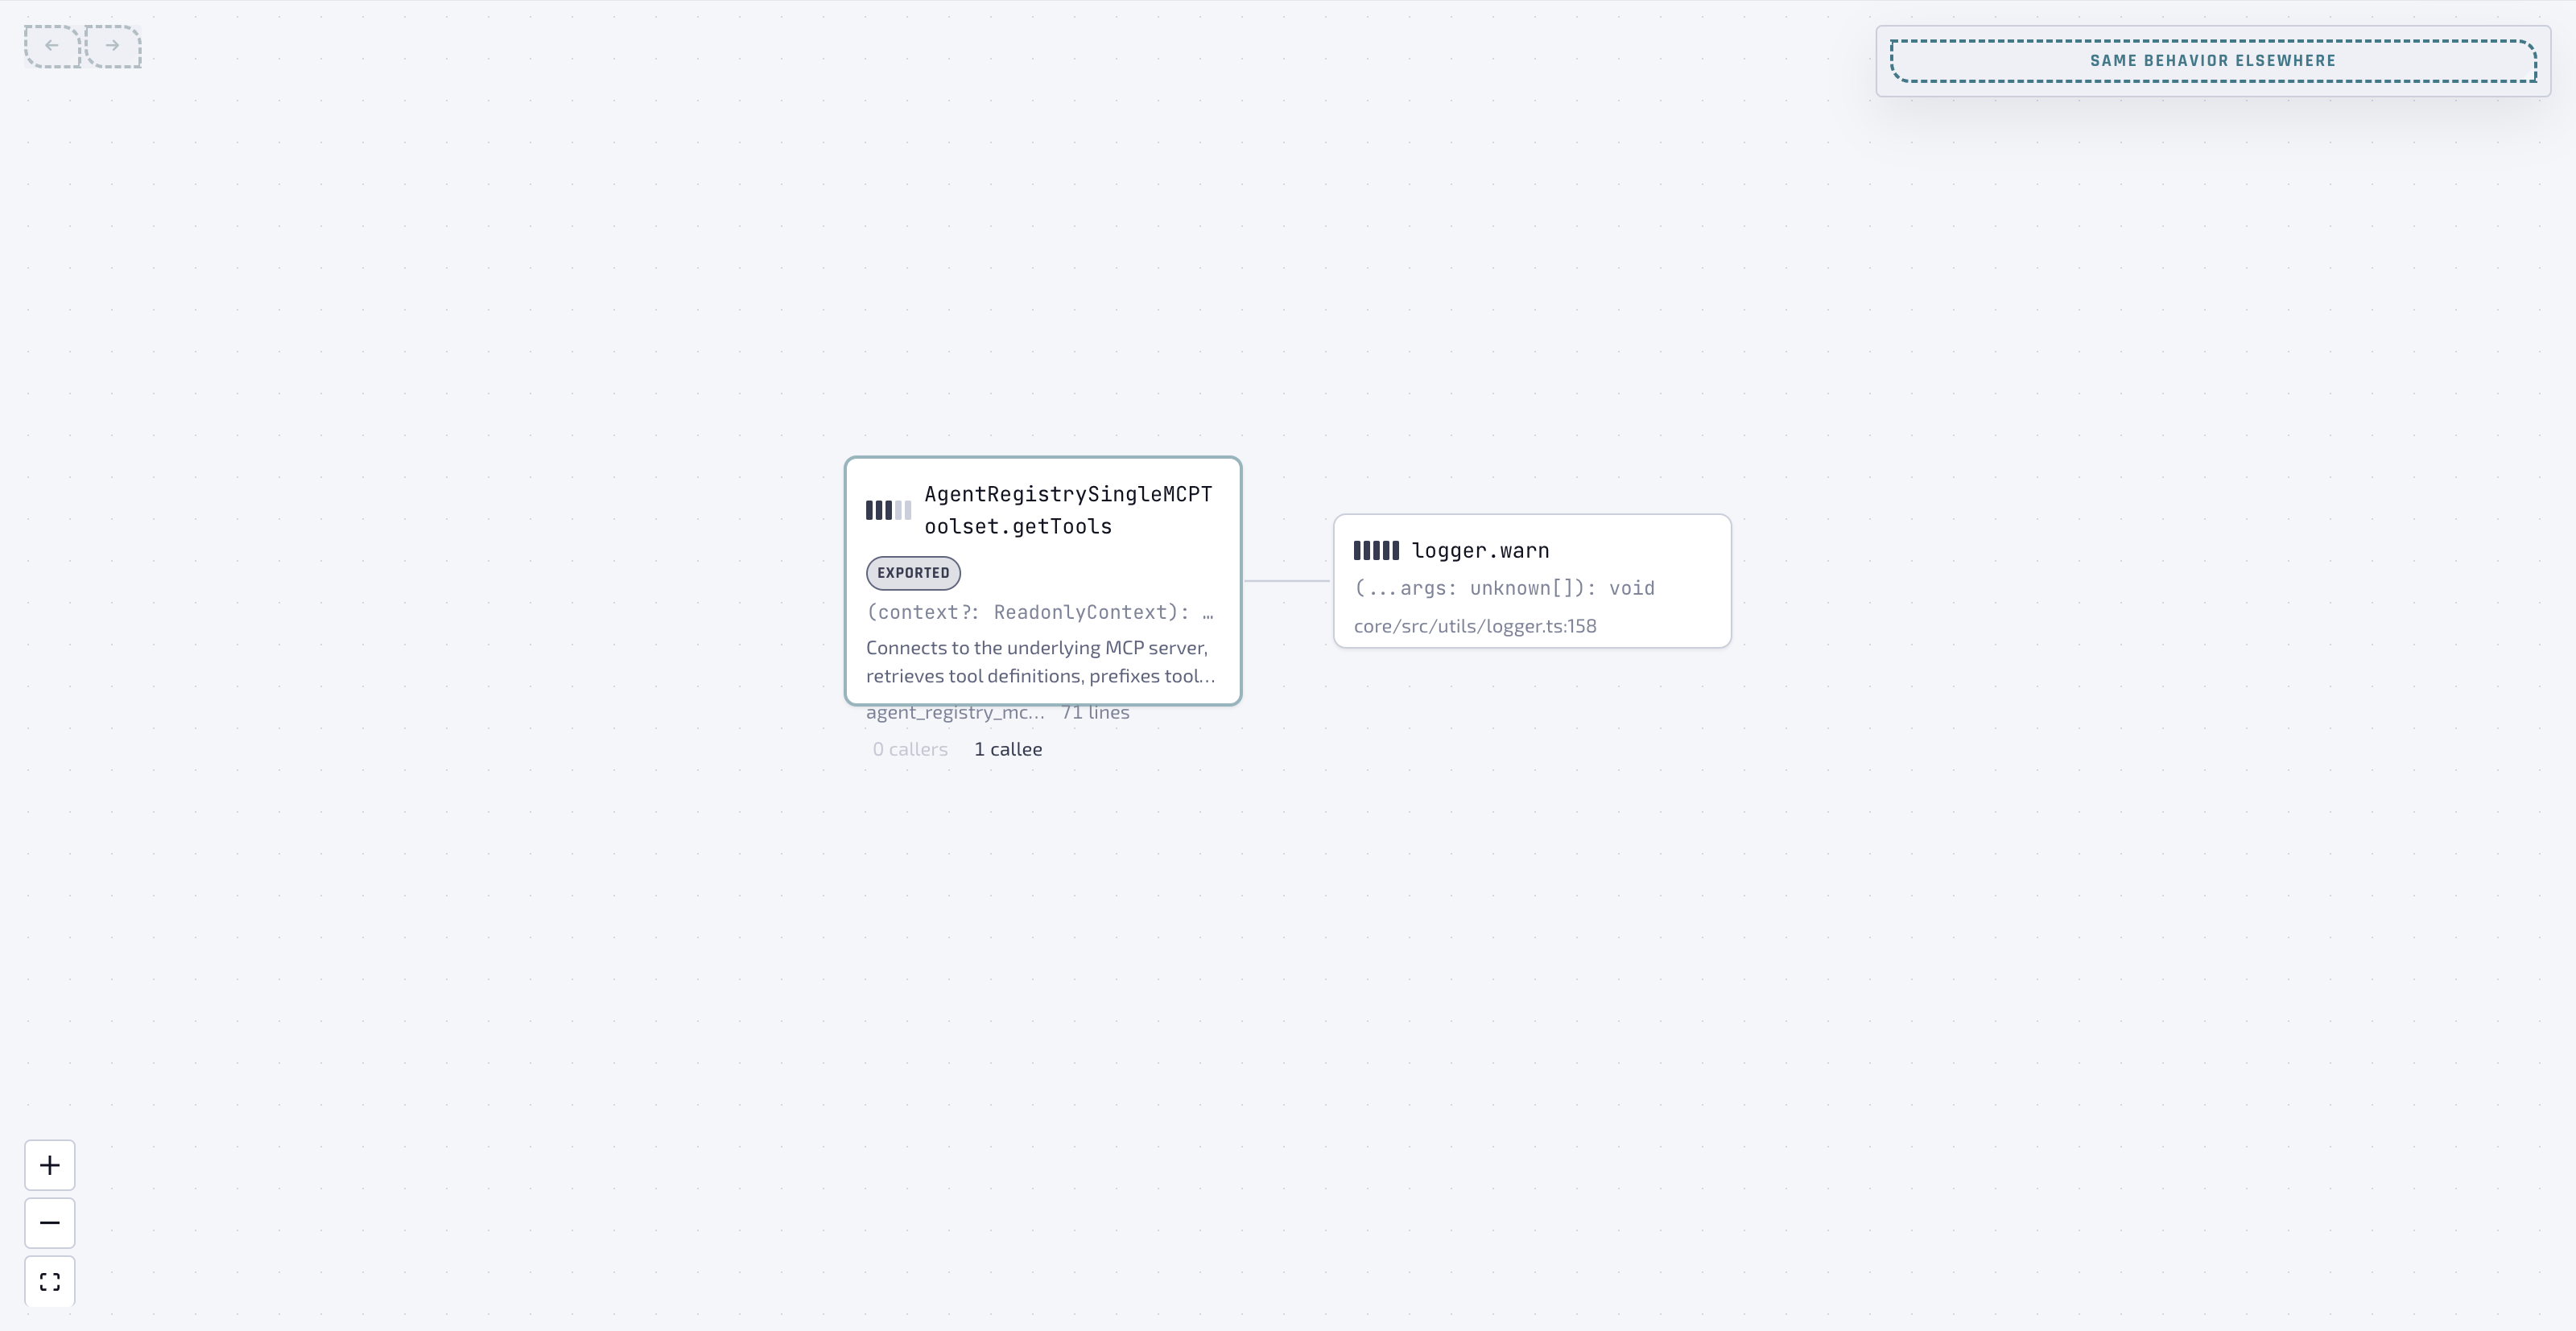 SAME BEHAVIOR ELSEWHERE
AgentRegistrySingleMCPT
oolset.getTools
EXPORTED
(context?: ReadonlyContext): …
Connects to the underlying MCP server,
retrieves tool definitions, prefixes tool…
agent_registry_mc… 71 lines
0 callers 1 callee
logger.warn
(...args: unknown[]): void
core/src/utils/logger.ts:158